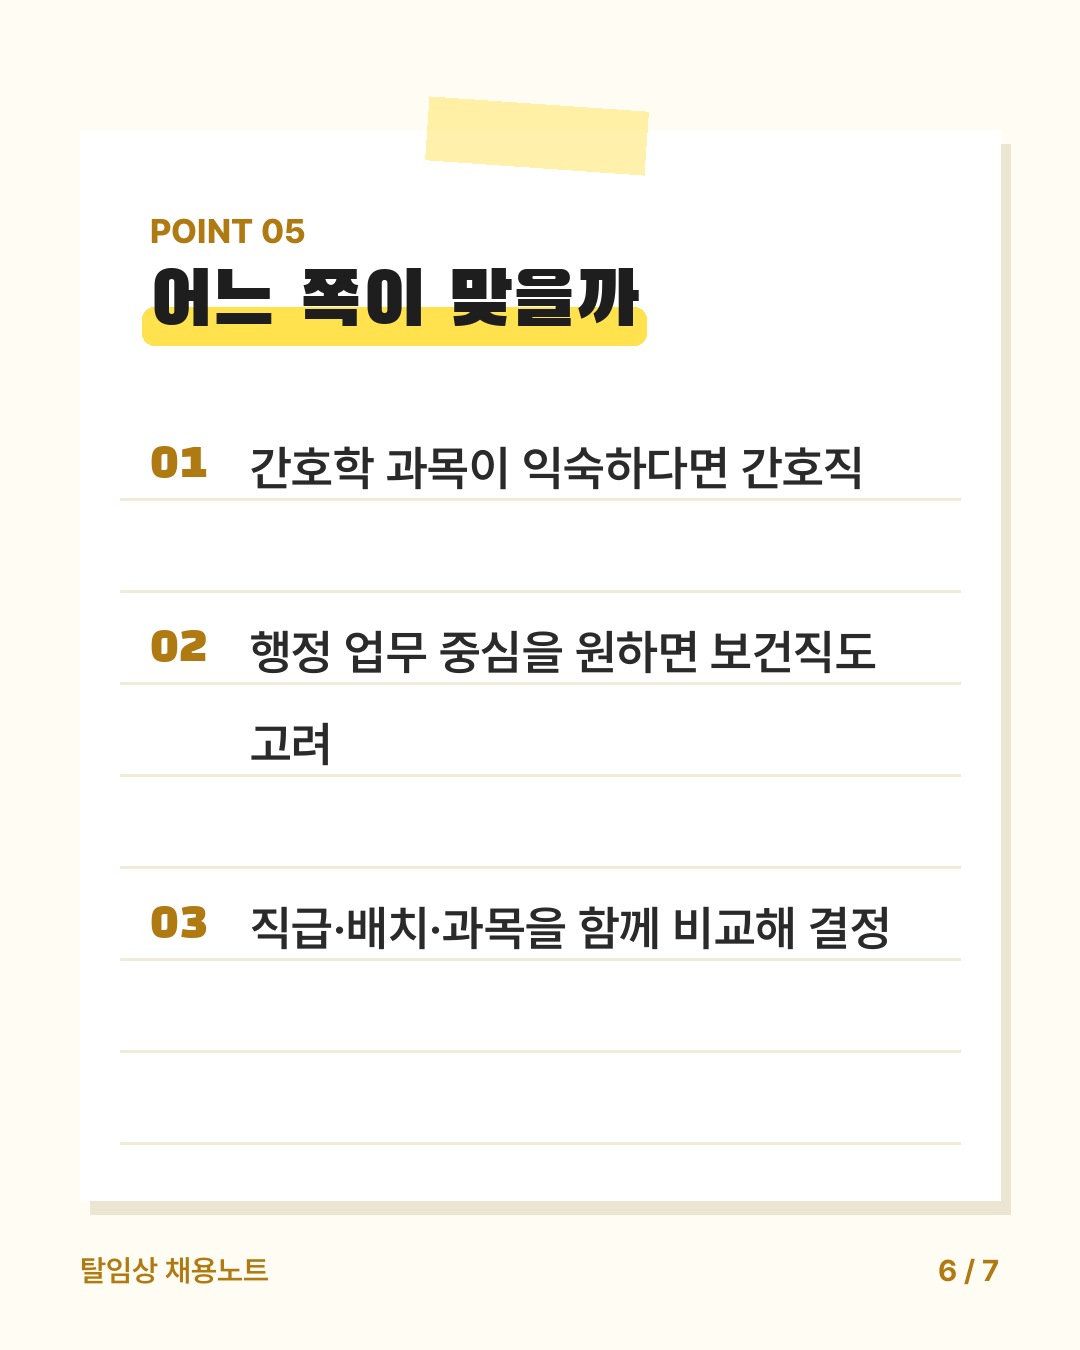 POINT 05
어느 쪽이 맞을까
01 간호학 과목이 익숙하다면 간호직
02 행정 업무 중심을 원하면 보건직도
고려
03 직급·배치·과목을 함께 비교해 결정
탈임상 채용노트
6 / 7